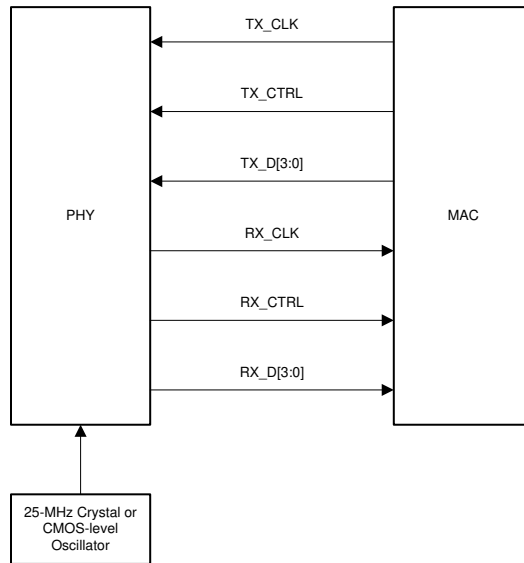 TX_CLK
TX_CTRL
TX_D[3:0]
PHY
MAC
RX_CLK
RX_CTRL
RX_D[3:0]
25-MHz Crystal or
CMOS-level
Oscillator